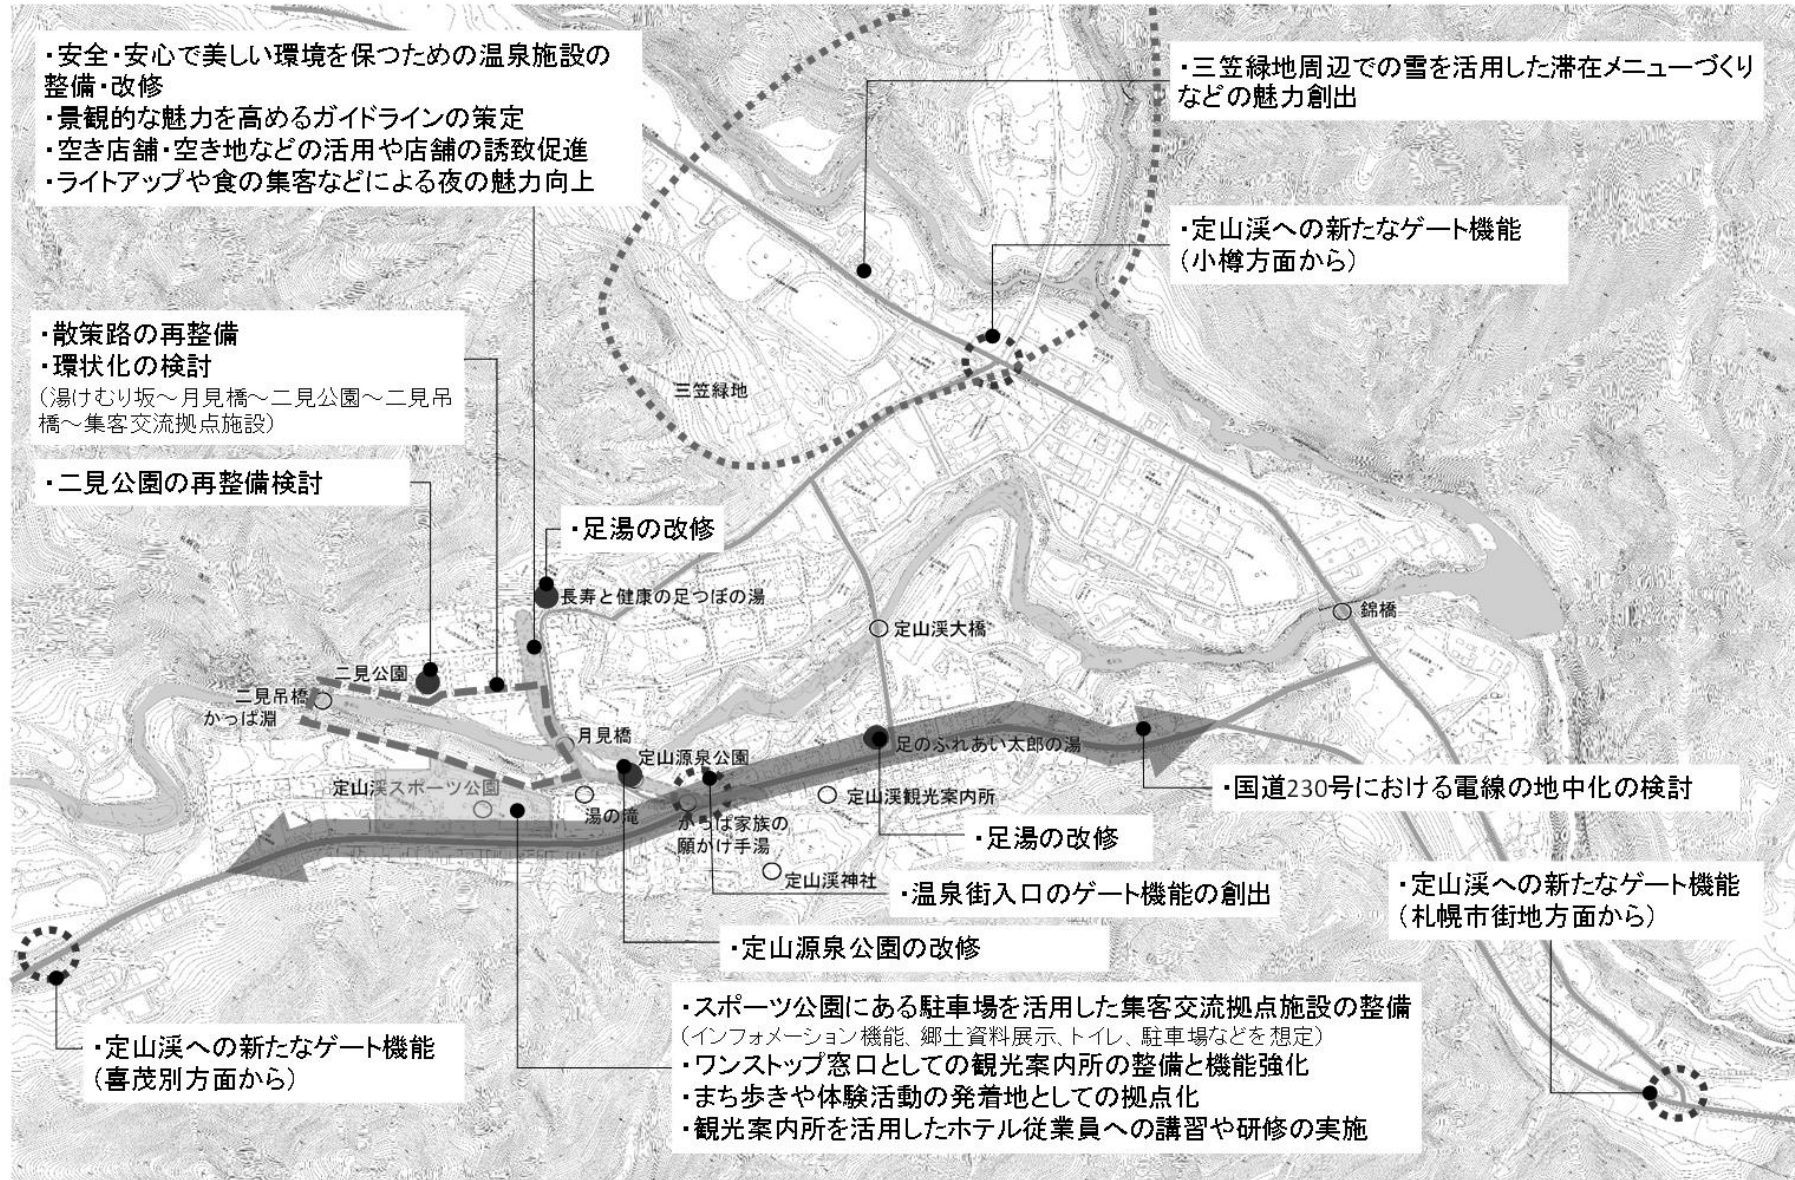 ・安全・安心で美しい環境を保つための温泉施設の
整備・改修
・景観的な魅力を高めるガイドラインの策定
・空き店舗・空き地などの活用や店舗の誘致促進
・ライトアップや食の集客などによる夜の魅力向上
・三笠緑地周辺での雪を活用した滞在メニューづくり
などの魅力創出
・定山渓への新たなゲート機能
（小樽方面から）
・散策路の再整備
・環状化の検討
（湯けむり坂～月見橋～二見公園～二見吊
橋～集客交流拠点施設）
三笠緑地
・二見公園の再整備検討
・足湯の改修
長寿と健康の足つぼの湯
定山渓大橋
錦橋
二見公園
二見吊橋
かっぱ淵
月見橋
定山源泉公園
足のふれあい太郎の湯
定山渓スポーツ公園
湯の滝
かっぱ家族の
願かけ手湯
定山渓観光案内所
・国道230号における電線の地中化の検討
・足湯の改修
定山渓神社
・温泉街入口のゲート機能の創出
・定山渓への新たなゲート機能
（札幌市街地方面から）
・定山源泉公園の改修
・スポーツ公園にある駐車場を活用した集客交流拠点施設の整備
（インフォメーション機能、郷土資料展示、トイレ、駐車場などを想定）
・ワンストップ窓口としての観光案内所の整備と機能強化
・まち歩きや体験活動の発着地としての拠点化
・観光案内所を活用したホテル従業員への講習や研修の実施
・定山渓への新たなゲート機能
（喜茂別方面から）